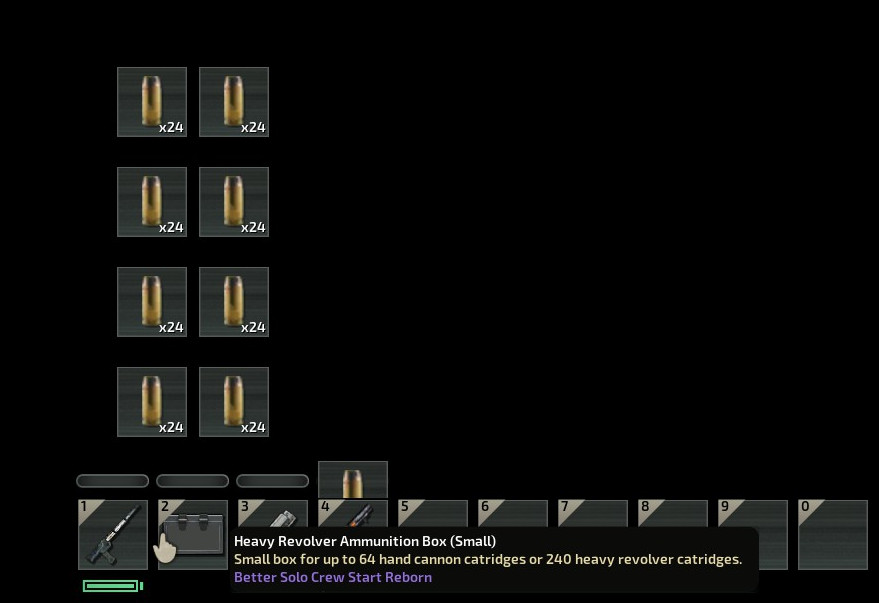 x24 x24
x24 x24
x24 x24
x24 x24
1 2 3 4 5 6 7 8 9 0
Heavy Revolver Ammunition Box (Small)
Small box for up to 64 hand cannon catridges or 240 heavy revolver catridges.
Better Solo Crew Start Reborn